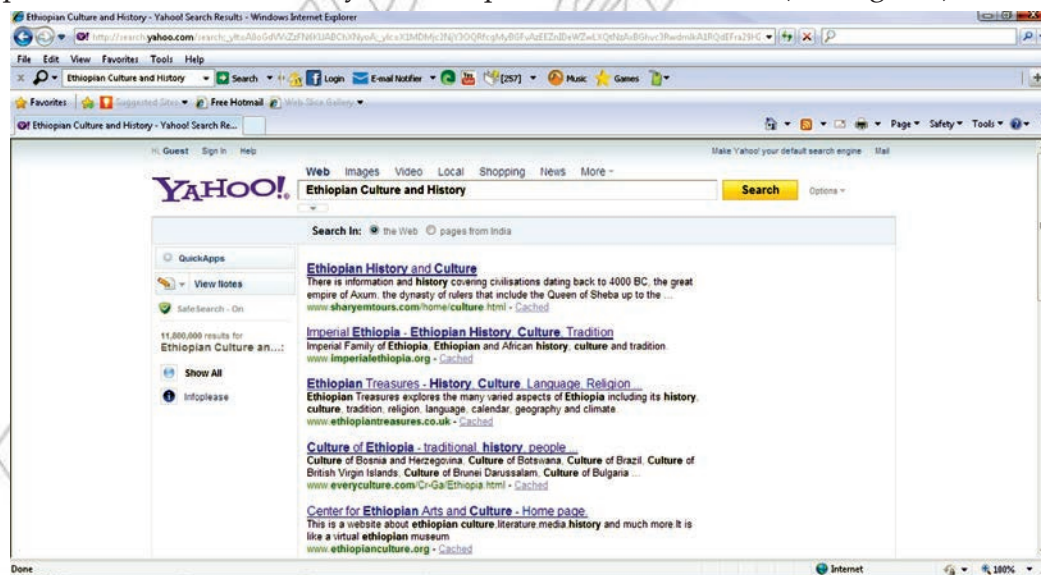 Ethiopian Culture and History - Yahoo! Search Results - Windows Internet Explorer
yahoo.com
File Edit View Favorites Tools Help
Ethiopian Culture and History Search Login E-mail Notifier [257] Music Games
Favorites Suggested Sites Free Hotmail Web Slice Gallery
Ethiopian Culture and History - Yahoo! Search Re... Page Safety Tools
Hi, Guest Sign In Help Make Yahoo! your default search engine Mail
Web Images Video Local Shopping News More
YAHOO! Ethiopian Culture and History Search Options
Search In: the Web pages from India
QuickApps
View Notes
SafeSearch - On
11,800,000 results for
Ethiopian Culture an...:
Show All
Infoplease
Ethiopian History and Culture
There is information and history covering civilisations dating back to 4000 BC, the great
empire of Axum, the dynasty of rulers that include the Queen of Sheba up to the ...
www.sharyemtours.com/home/culture.html - Cached
Imperial Ethiopia - Ethiopian History, Culture, Tradition
Imperial Family of Ethiopia, Ethiopian and African history, culture and tradition.
www.imperialethiopia.org - Cached
Ethiopian Treasures - History, Culture, Language, Religion ...
Ethiopian Treasures explores the many varied aspects of Ethiopia including its history,
culture, tradition, religion, language, calendar, geography and climate
www.ethiopiantreasures.co.uk - Cached
Culture of Ethiopia - traditional, history, people ...
Culture of Bosnia and Herzegovina, Culture of Botswana, Culture of Brazil, Culture of
British Virgin Islands, Culture of Brunei Darussalam, Culture of Bulgaria ...
www.everyculture.com/Cr-Ga/Ethiopia.html - Cached
Center for Ethiopian Arts and Culture - Home page.
This is a website about ethiopian culture,literature,media,history and much more.It is
like a virtual ethiopian museum
www.ethiopianculture.org - Cached
Done Internet 100%